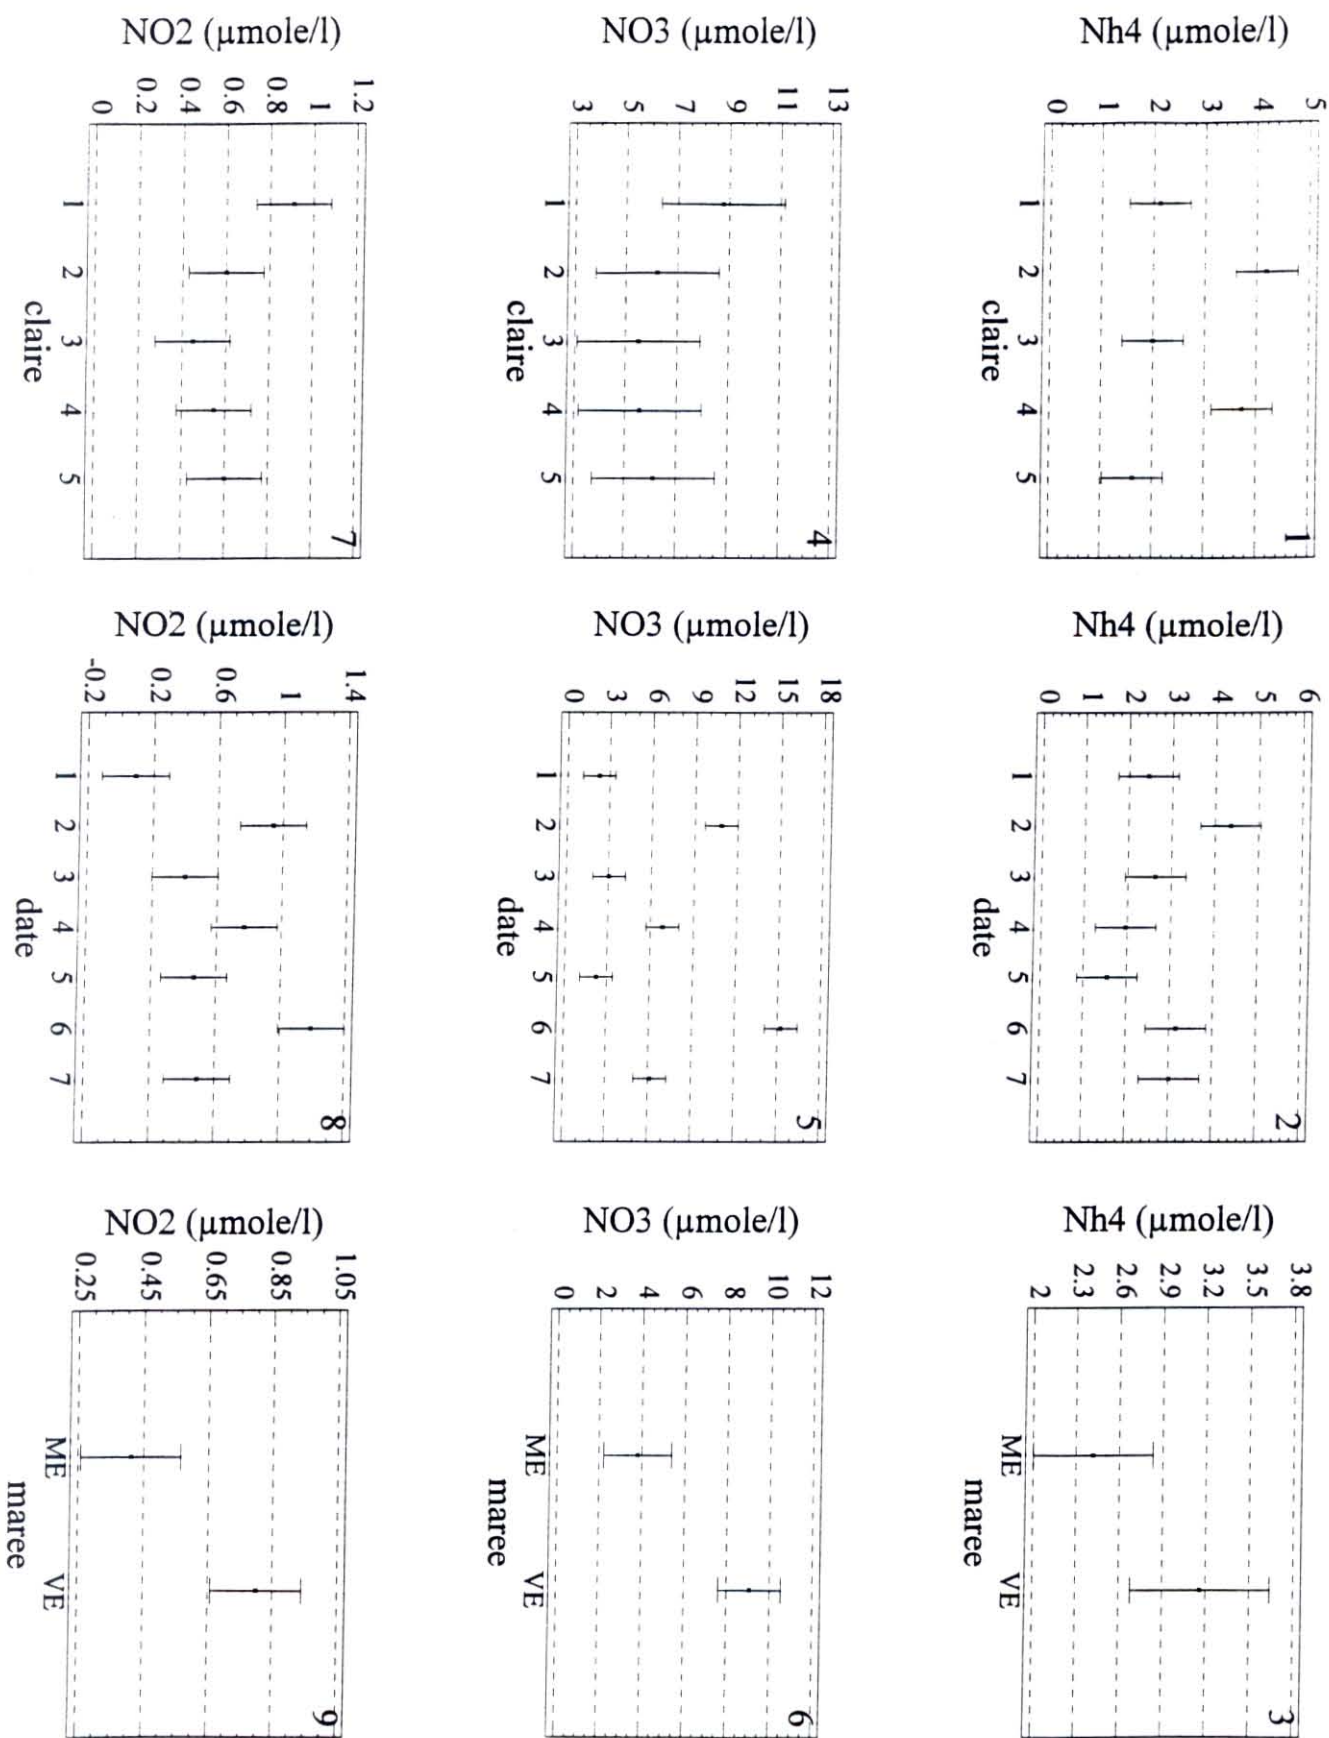 Nh4 (µmole/l)
5
4
3
2
1
0
1 2 3 4 5
claire
1
Nh4 (µmole/l)
6
5
4
3
2
1
0
1 2 3 4 5 6 7
date
2
Nh4 (µmole/l)
3.8
3.5
3.2
2.9
2.6
2.3
2
ME VE
maree
3
NO3 (µmole/l)
13
11
9
7
5
3
1 2 3 4 5
claire
4
NO3 (µmole/l)
18
15
12
9
6
3
0
1 2 3 4 5 6 7
date
5
NO3 (µmole/l)
12
10
8
6
4
2
0
ME VE
maree
6
NO2 (µmole/l)
1.2
1
0.8
0.6
0.4
0.2
0
1 2 3 4 5
claire
7
NO2 (µmole/l)
1.4
1
0.6
0.2
-0.2
1 2 3 4 5 6 7
date
8
NO2 (µmole/l)
1.05
0.85
0.65
0.45
0.25
ME VE
maree
9